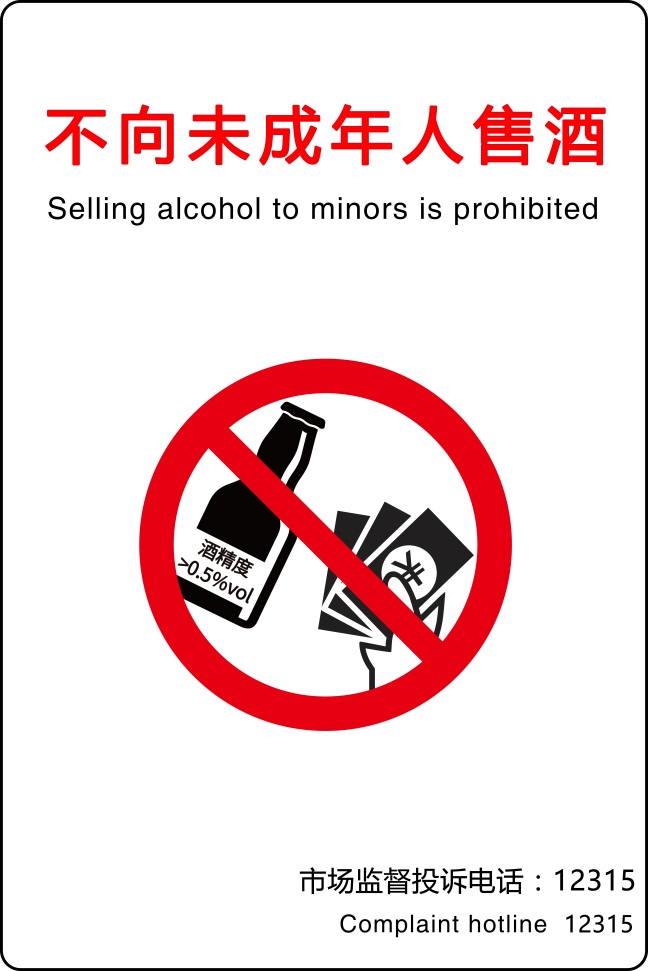 不向未成年人售酒
Selling alcohol to minors is prohibited
酒精度
>0.5%vol
¥
市场监督投诉电话：12315
Complaint hotline 12315